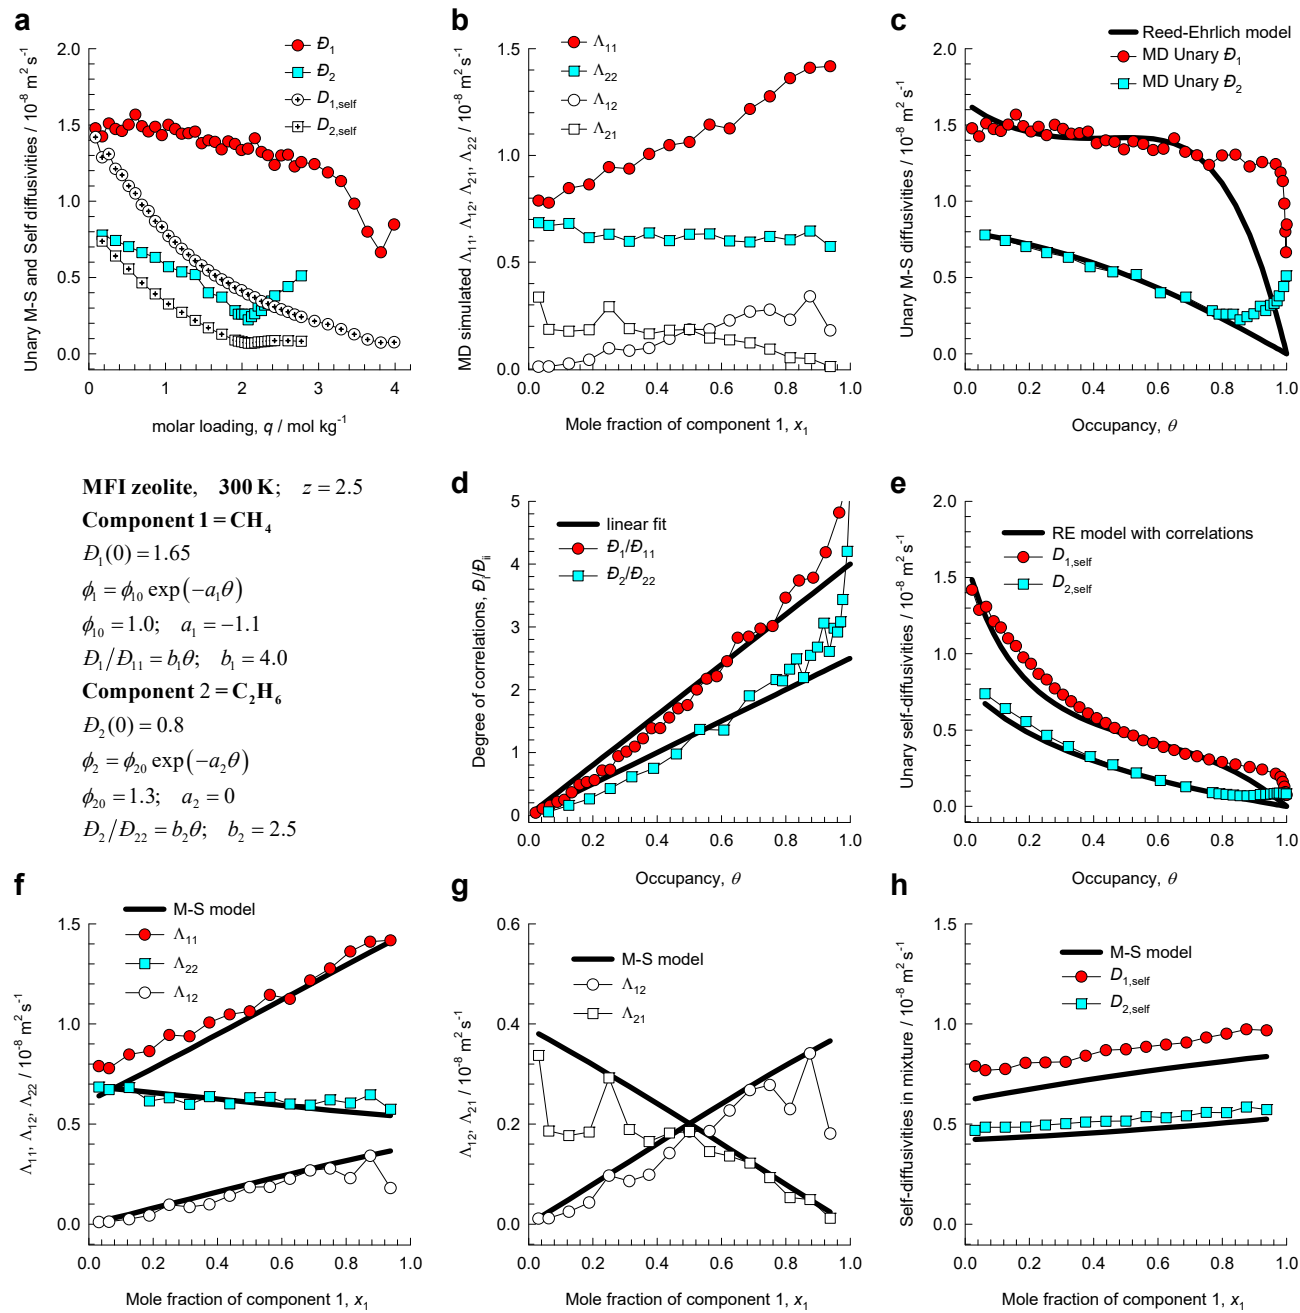 a
Unary M-S and Self diffusivities / 10⁻⁸ m² s⁻¹
2.0
1.5
1.0
0.5
0.0
0 1 2 3 4
molar loading, q / mol kg⁻¹
Đ₁
Đ₂
D₁,self
D₂,self
b
MD simulated Λ₁₁, Λ₁₂, Λ₂₁, Λ₂₂ / 10⁻⁸ m² s⁻¹
1.5
1.0
0.5
0.0
0.0 0.2 0.4 0.6 0.8 1.0
Mole fraction of component 1, x₁
Λ₁₁
Λ₂₂
Λ₁₂
Λ₂₁
c
Unary M-S diffusivities / 10⁻⁸ m² s⁻¹
2.0
1.5
1.0
0.5
0.0
0.0 0.2 0.4 0.6 0.8 1.0
Occupancy, θ
Reed-Ehrlich model
MD Unary Đ₁
MD Unary Đ₂
MFI zeolite, 300 K; z = 2.5
Component 1 = CH₄
Đ₁(0) = 1.65
ϕ₁ = ϕ₁₀ exp(−a₁θ)
ϕ₁₀ = 1.0; a₁ = −1.1
Đ₁/Đ₁₁ = b₁θ; b₁ = 4.0
Component 2 = C₂H₆
Đ₂(0) = 0.8
ϕ₂ = ϕ₂₀ exp(−a₂θ)
ϕ₂₀ = 1.3; a₂ = 0
Đ₂/Đ₂₂ = b₂θ; b₂ = 2.5
d
Degree of correlations, Đᵢ/Đᵢᵢ
5
4
3
2
1
0
0.0 0.2 0.4 0.6 0.8 1.0
Occupancy, θ
linear fit
Đ₁/Đ₁₁
Đ₂/Đ₂₂
e
Unary self-diffusivities / 10⁻⁸ m² s⁻¹
2.0
1.5
1.0
0.5
0.0
0.0 0.2 0.4 0.6 0.8 1.0
Occupancy, θ
RE model with correlations
D₁,self
D₂,self
f
Λ₁₁, Λ₁₂, Λ₂₂ / 10⁻⁸ m² s⁻¹
1.5
1.0
0.5
0.0
0.0 0.2 0.4 0.6 0.8 1.0
Mole fraction of component 1, x₁
M-S model
Λ₁₁
Λ₂₂
Λ₁₂
g
Λ₁₂, Λ₂₁ / 10⁻⁸ m² s⁻¹
0.6
0.4
0.2
0.0
0.0 0.2 0.4 0.6 0.8 1.0
Mole fraction of component 1, x₁
M-S model
Λ₁₂
Λ₂₁
h
Self-diffusivities in mixture / 10⁻⁸ m² s⁻¹
1.5
1.0
0.5
0.0
0.0 0.2 0.4 0.6 0.8 1.0
Mole fraction of component 1, x₁
M-S model
D₁,self
D₂,self